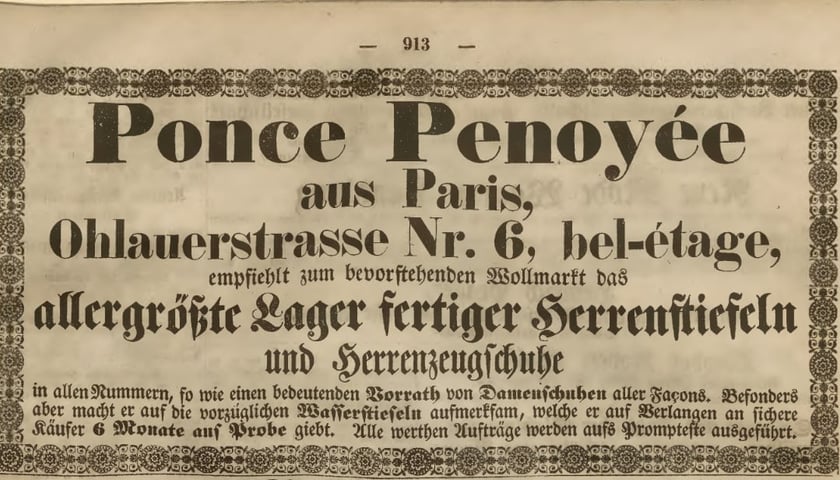 — 913 —
Ponce Penoyée
aus Paris,
Ohlauerstrasse Nr. 6, bel-étage,
empfiehlt zum bevorstehenden Wollmarkt das
allergrößte Lager fertiger Herrenstiefeln
und Herrenzeugschuhe
in allen Nummern, so wie einen bedeutenden Vorrath von Damenschuhen aller Façons. Besonders
aber macht er auf die vorzüglichen Wasserstiefeln aufmerksam, welche er auf Verlangen an sichere
Käufer 6 Monate auf Probe giebt. Alle werthen Aufträge werden aufs Prompteste ausgeführt.